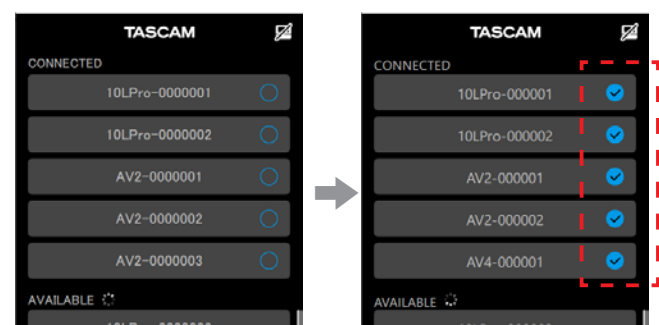 TASCAM
CONNECTED
10LPro-0000001
10LPro-0000002
AV2-0000001
AV2-0000002
AV2-0000003
AVAILABLE
TASCAM
CONNECTED
10LPro-000001
10LPro-000002
AV2-000001
AV2-000002
AV4-000001
AVAILABLE